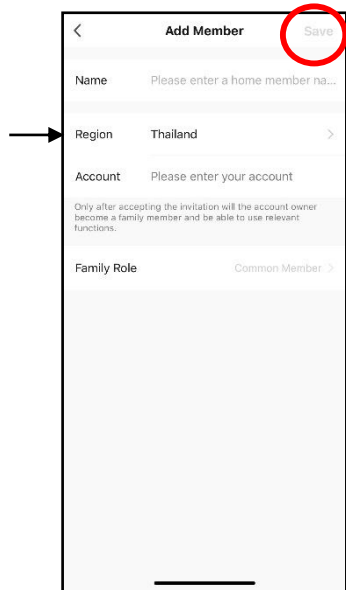 Add Member
Save
Name Please enter a home member na...
Region Thailand
Account Please enter your account
Only after accepting the invitation will the account owner
become a family member and be able to use relevant
functions.
Family Role Common Member